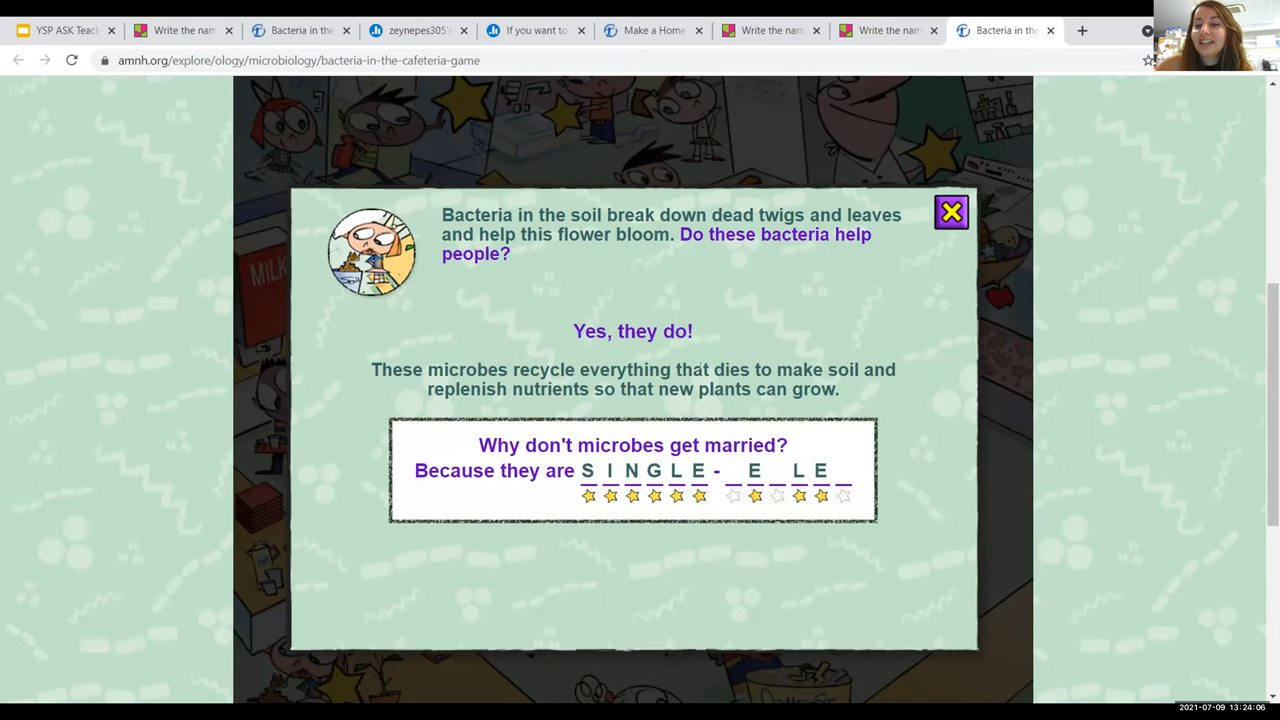 YSP ASK Teach
Write the nam
Bacteria in the
zeynepes305's
If you want to
Make a Home
Write the nam
Write the nam
Bacteria in the
amnh.org/explore/ology/microbiology/bacteria-in-the-cafeteria-game
MILK
Bacteria in the soil break down dead twigs and leaves
and help this flower bloom. Do these bacteria help
people?
Yes, they do!
These microbes recycle everything that dies to make soil and
replenish nutrients so that new plants can grow.
Why don't microbes get married?
Because they are S I N G L E - _ E _ L E _
2021-07-09 13:24:06